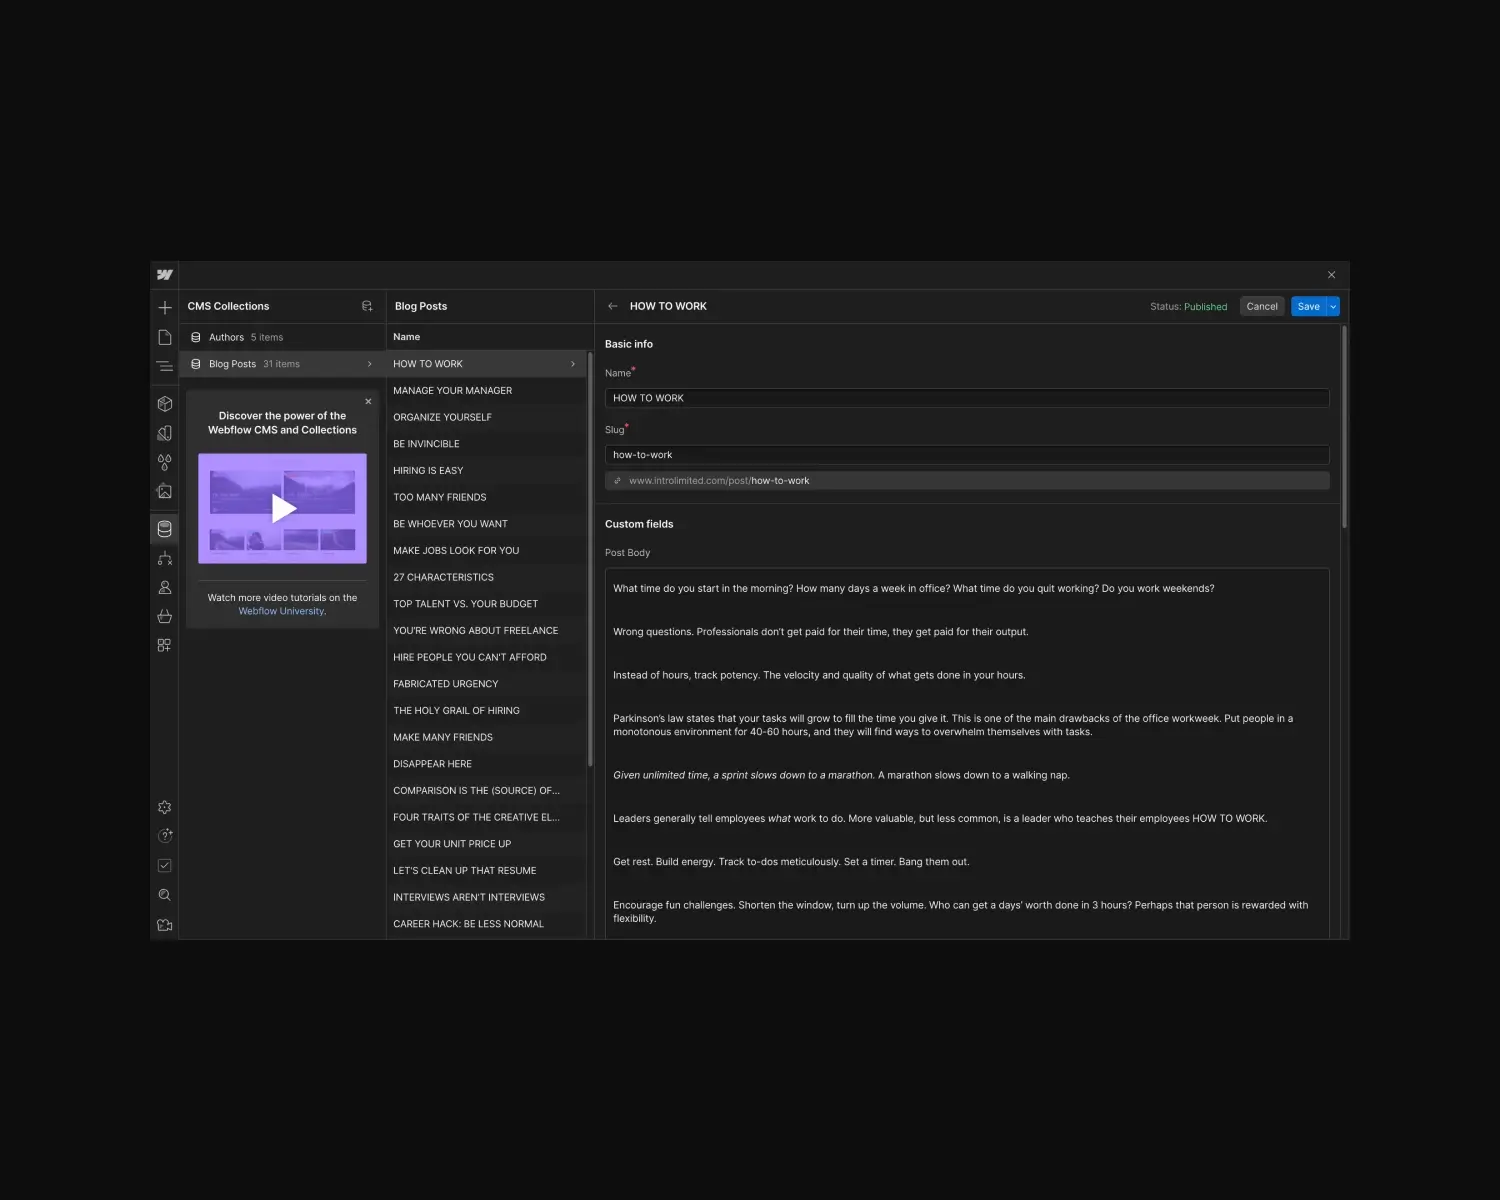 CMS Collections
Authors 5 items
Blog Posts 31 items
Discover the power of the
Webflow CMS and Collections
Watch more video tutorials on the
Webflow University.
Blog Posts
Name
HOW TO WORK
MANAGE YOUR MANAGER
ORGANIZE YOURSELF
BE INVINCIBLE
HIRING IS EASY
TOO MANY FRIENDS
BE WHOEVER YOU WANT
MAKE JOBS LOOK FOR YOU
27 CHARACTERISTICS
TOP TALENT VS. YOUR BUDGET
YOU'RE WRONG ABOUT FREELANCE
HIRE PEOPLE YOU CAN'T AFFORD
FABRICATED URGENCY
THE HOLY GRAIL OF HIRING
MAKE MANY FRIENDS
DISAPPEAR HERE
COMPARISON IS THE (SOURCE) OF...
FOUR TRAITS OF THE CREATIVE EL...
GET YOUR UNIT PRICE UP
LET'S CLEAN UP THAT RESUME
INTERVIEWS AREN'T INTERVIEWS
CAREER HACK: BE LESS NORMAL
HOW TO WORK
Status: Published
Cancel
Save
Basic info
Name*
HOW TO WORK
Slug*
how-to-work
www.introlimited.com/post/how-to-work
Custom fields
Post Body
What time do you start in the morning? How many days a week in office? What time do you quit working? Do you work weekends?
Wrong questions. Professionals don't get paid for their time, they get paid for their output.
Instead of hours, track potency. The velocity and quality of what gets done in your hours.
Parkinson's law states that your tasks will grow to fill the time you give it. This is one of the main drawbacks of the office workweek. Put people in a
monotonous environment for 40-60 hours, and they will find ways to overwhelm themselves with tasks.
Given unlimited time, a sprint slows down to a marathon. A marathon slows down to a walking nap.
Leaders generally tell employees what work to do. More valuable, but less common, is a leader who teaches their employees HOW TO WORK.
Get rest. Build energy. Track to-dos meticulously. Set a timer. Bang them out.
Encourage fun challenges. Shorten the window, turn up the volume. Who can get a days' worth done in 3 hours? Perhaps that person is rewarded with
flexibility.